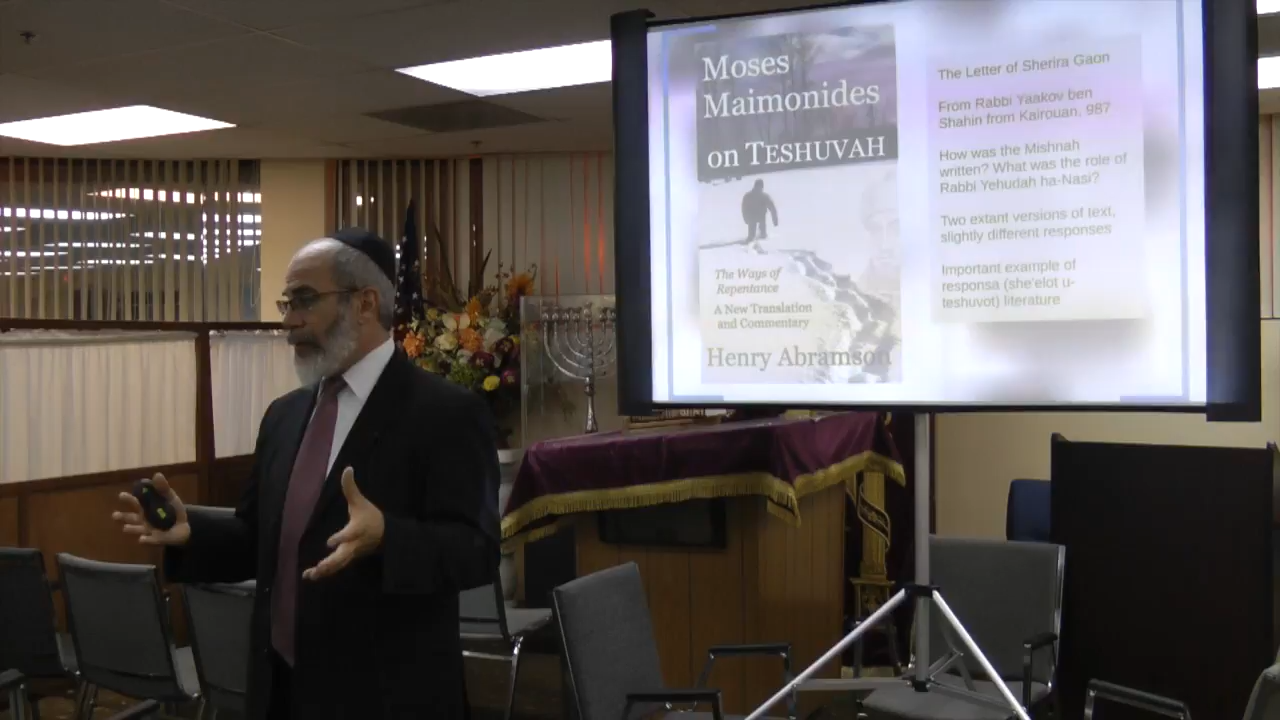 Moses
Maimonides
on TESHUVAH
The Ways of
Repentance
A New Translation
and Commentary
Henry Abramson
The Letter of Sherira Gaon
From Rabbi Yaakov ben
Shahin from Kairouan, 987
How was the Mishnah
written? What was the role of
Rabbi Yehudah ha-Nasi?
Two extant versions of text,
slightly different responses
Important example of
responsa (she'elot u-
teshuvot) literature